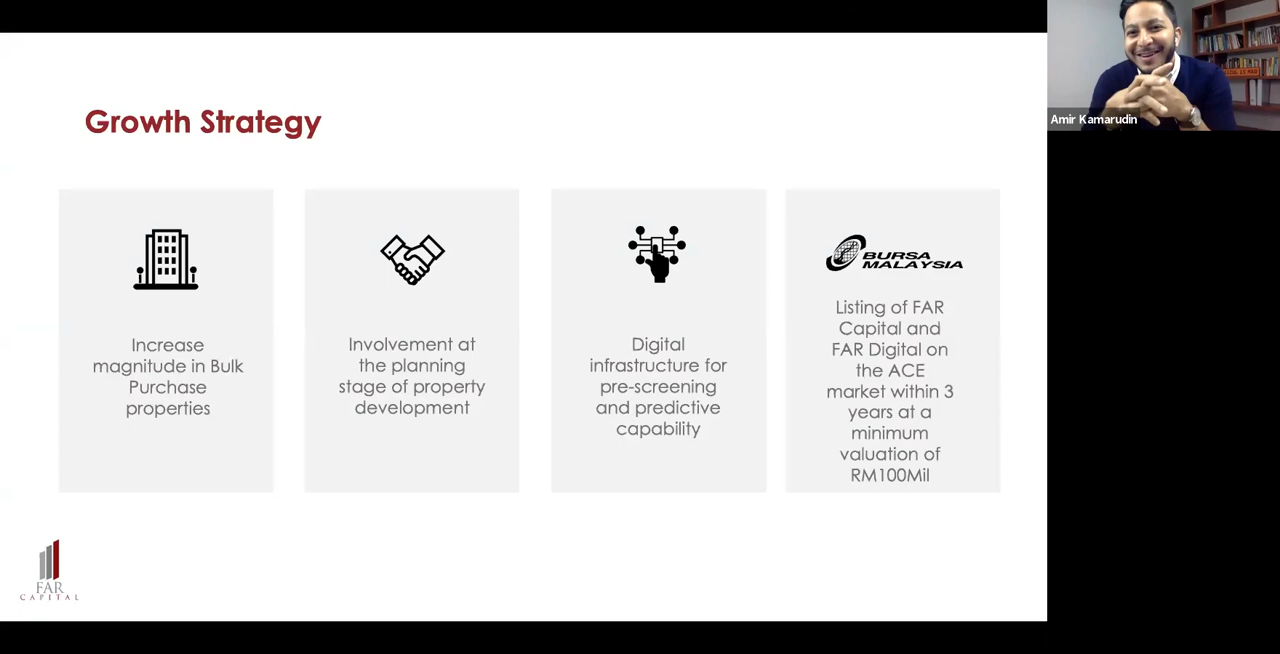 Growth Strategy
Increase
magnitude in Bulk
Purchase
properties
Involvement at
the planning
stage of property
development
Digital
infrastructure for
pre-screening
and predictive
capability
BURSA
MALAYSIA
Listing of FAR
Capital and
FAR Digital on
the ACE
market within 3
years at a
minimum
valuation of
RM100Mil
FAR
CAPITAL
Amir Kamarudin